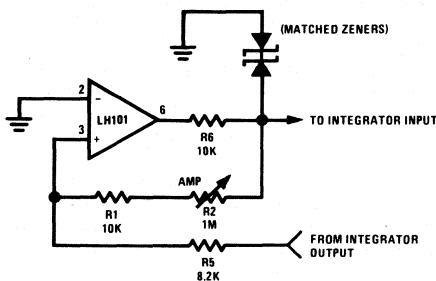 (MATCHED ZENERS)
2
-
6
LH101
3
+
R6
10K
TO INTEGRATOR INPUT
AMP
R1
10K
R2
1M
R5
8.2K
FROM INTEGRATOR
OUTPUT